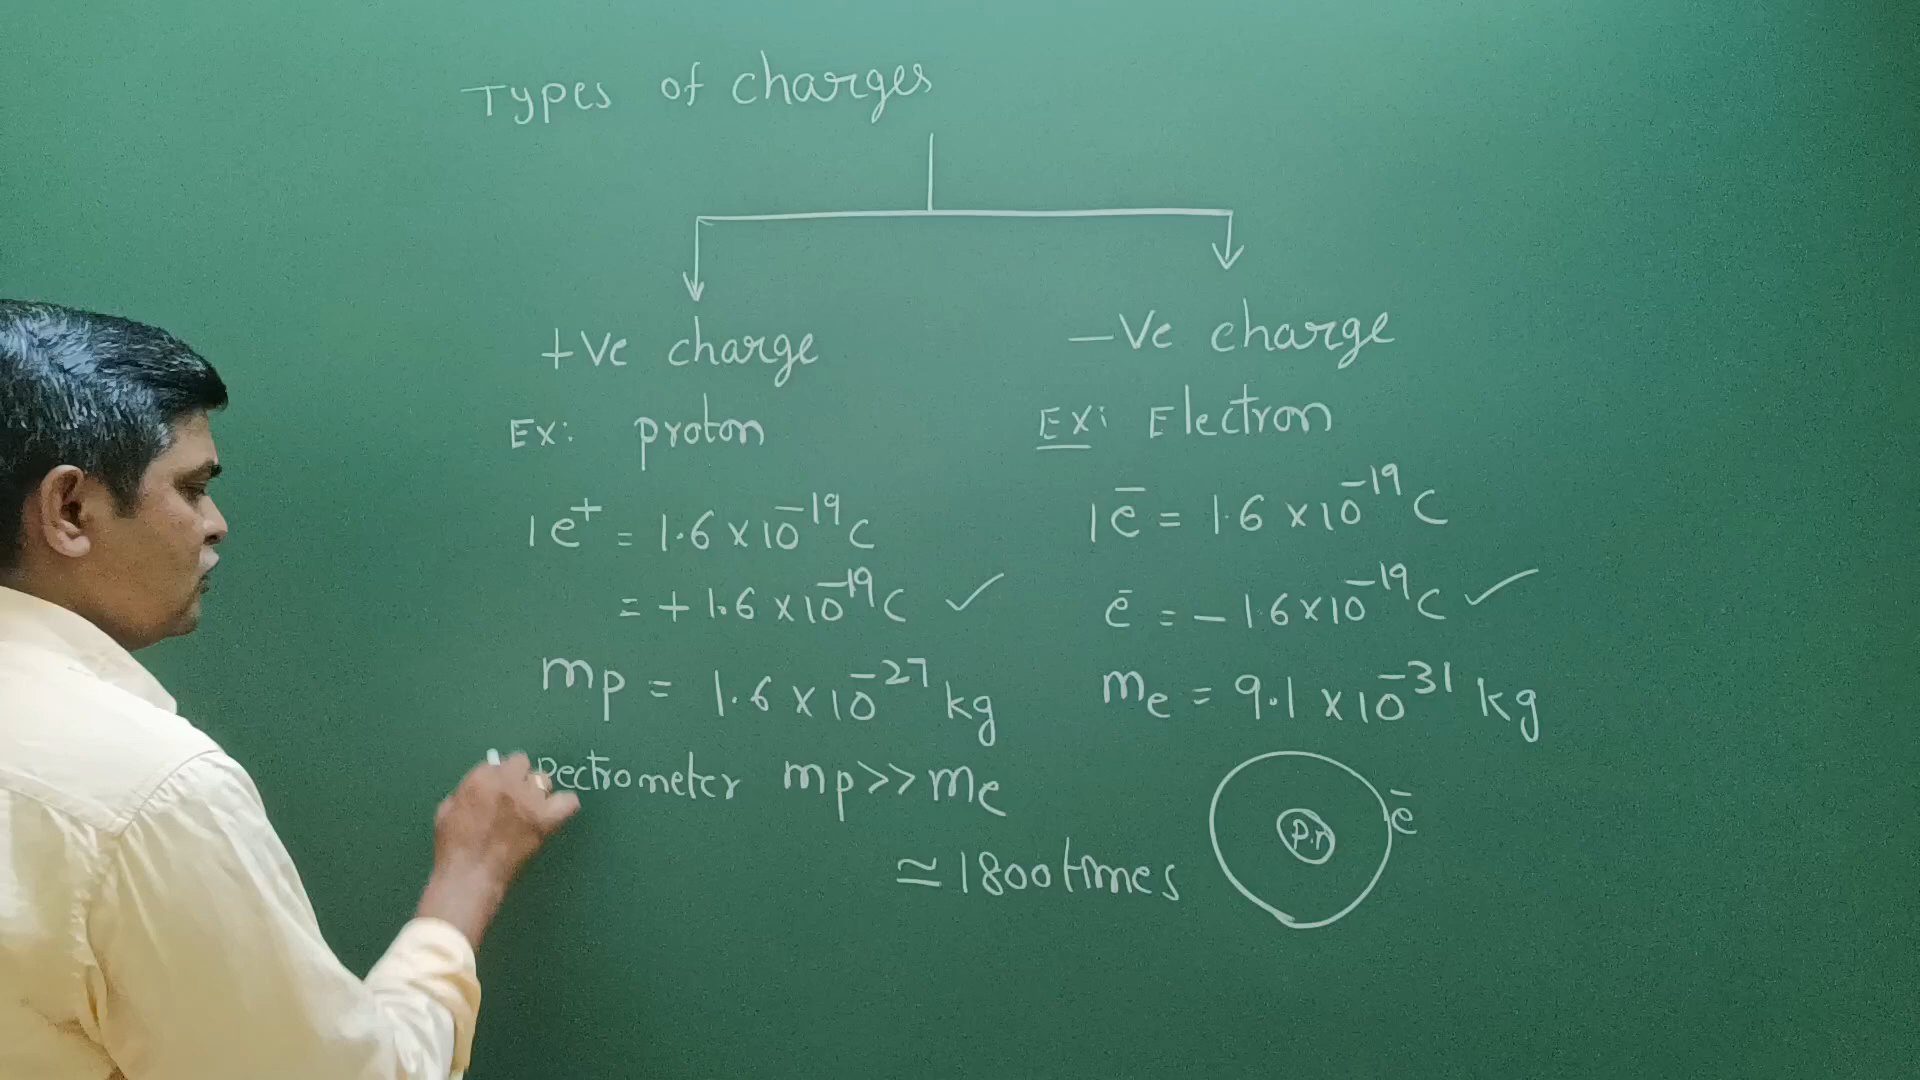 Types of charges
+Ve charge
Ex: proton
1e⁺ = 1.6 x 10⁻¹⁹ C
= + 1.6 x 10⁻¹⁹ C ✓
mp = 1.6 x 10⁻²⁷ kg
pectrometer mp >> me
≃ 1800 times
-Ve charge
Ex: Electron
1e⁻ = 1.6 x 10⁻¹⁹ C
e⁻ = - 1.6 x 10⁻¹⁹ C ✓
me = 9.1 x 10⁻³¹ kg
e⁻
p.n